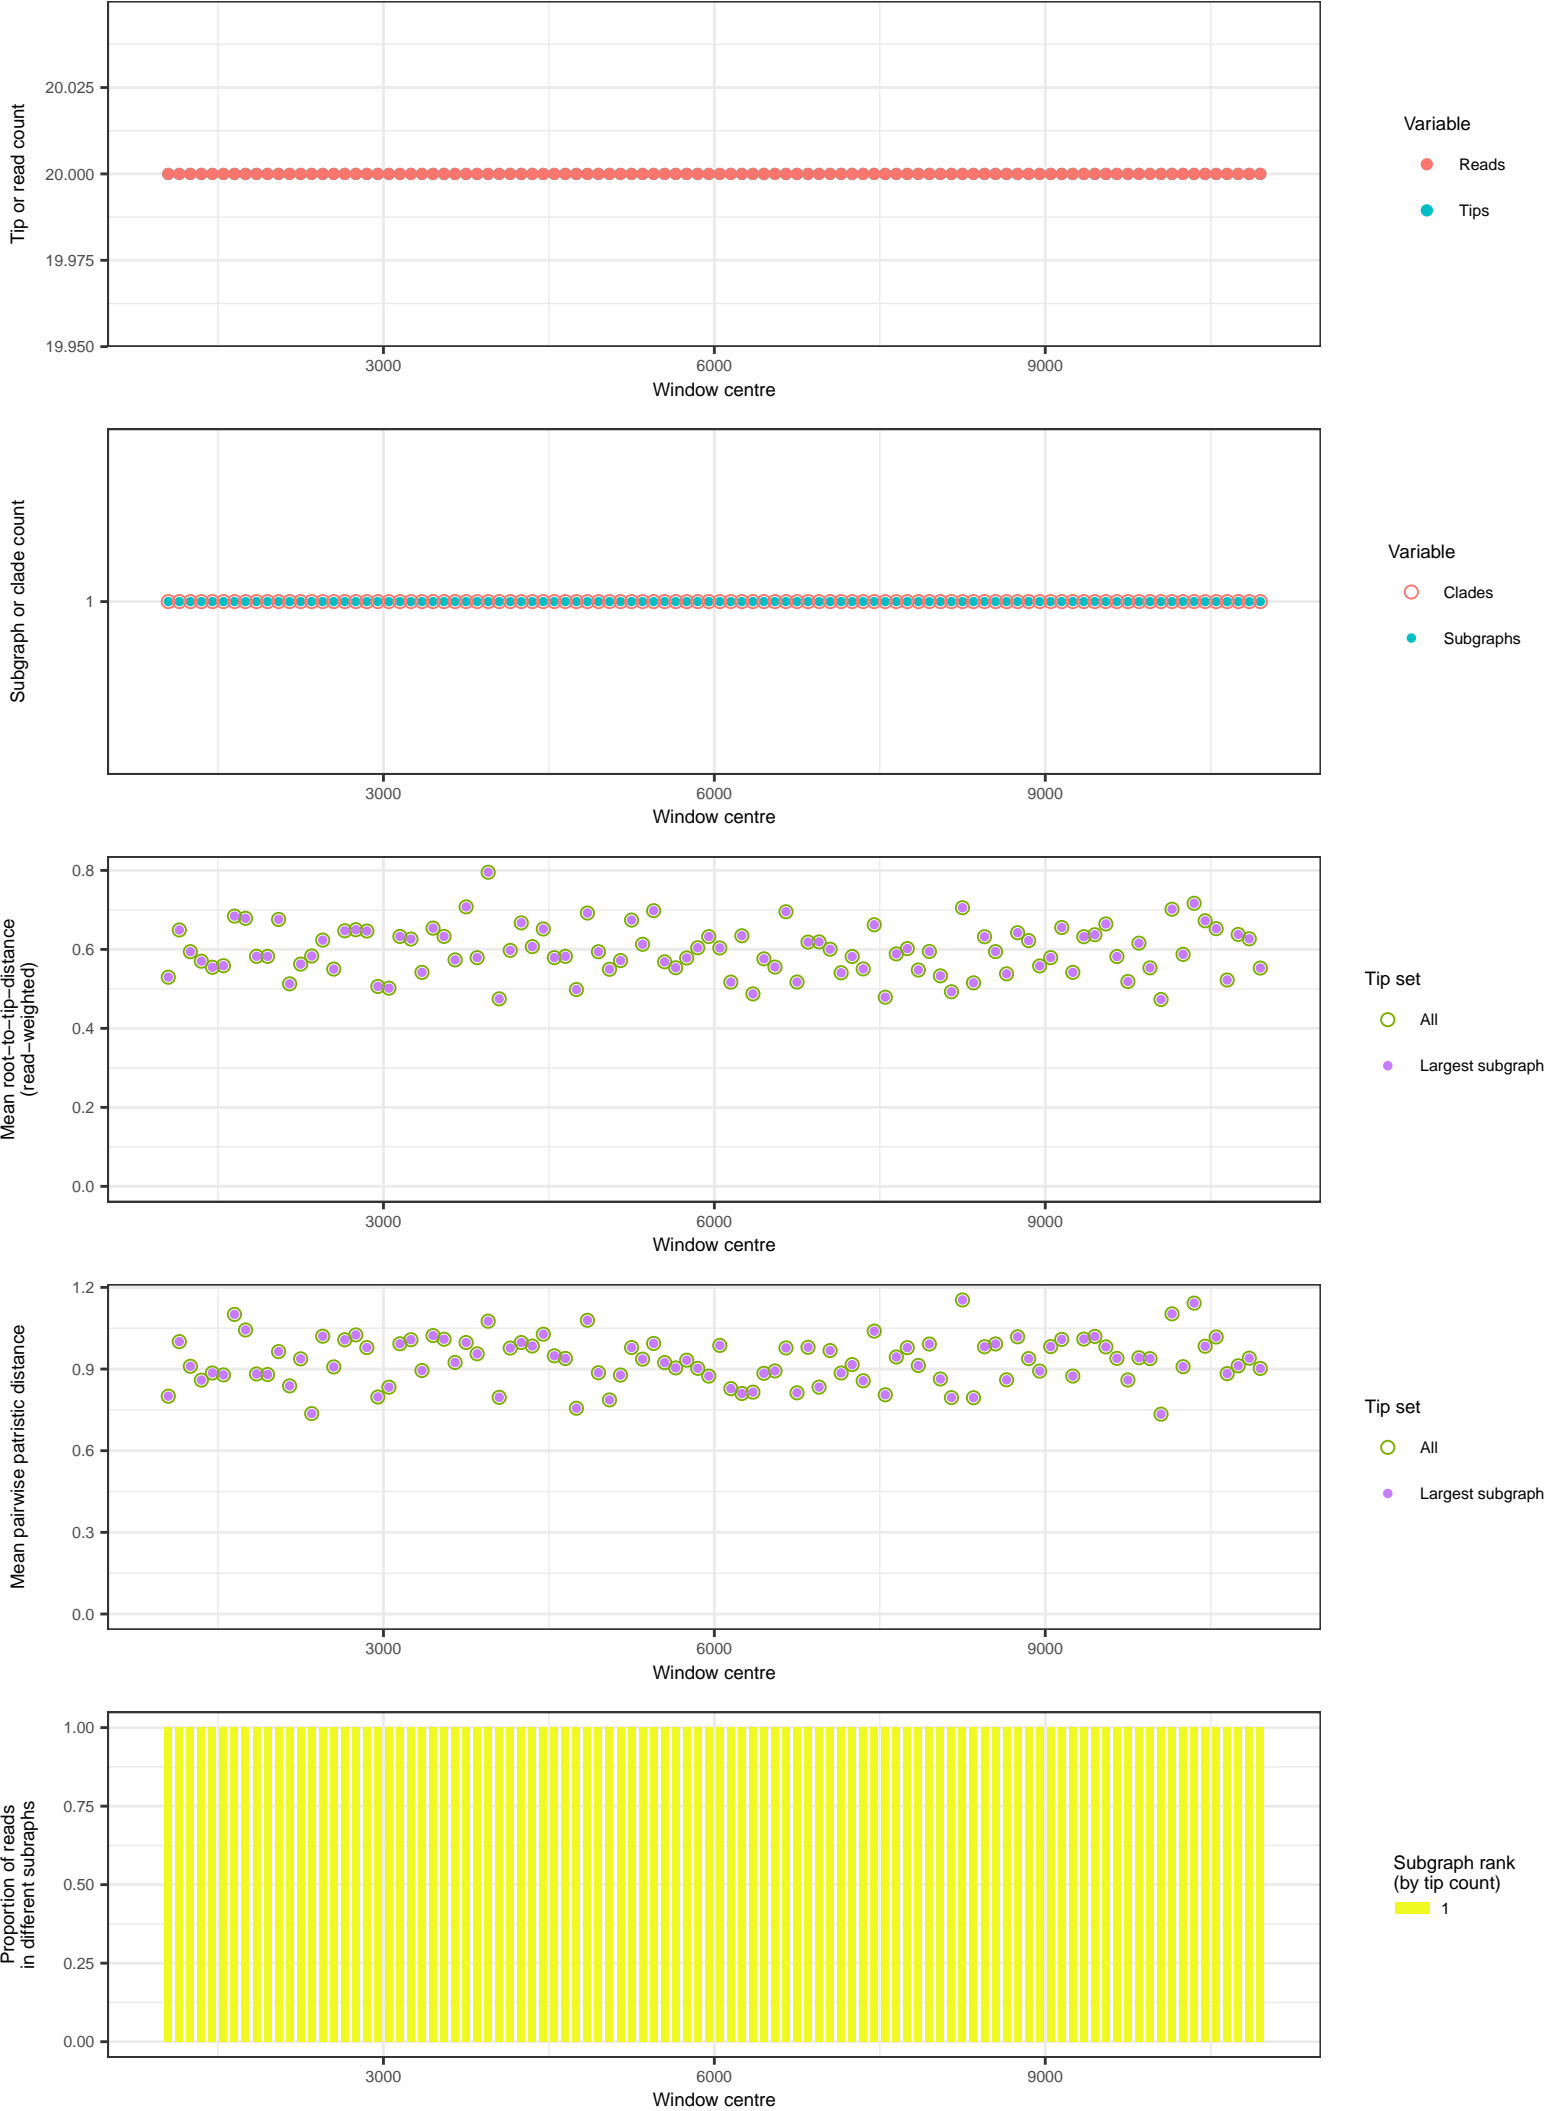 Tip or read count
20.025
20.000
19.975
19.950
3000
6000
9000
Window centre
Variable
Reads
Tips
Subgraph or clade count
1
3000
6000
9000
Window centre
Variable
Clades
Subgraphs
Mean root−to−tip−distance
(read−weighted)
0.8
0.6
0.4
0.2
0.0
3000
6000
9000
Window centre
Tip set
All
Largest subgraph
Mean pairwise patristic distance
1.2
0.9
0.6
0.3
0.0
3000
6000
9000
Window centre
Tip set
All
Largest subgraph
Proportion of reads
in different subraphs
1.00
0.75
0.50
0.25
0.00
3000
6000
9000
Window centre
Subgraph rank
(by tip count)
1